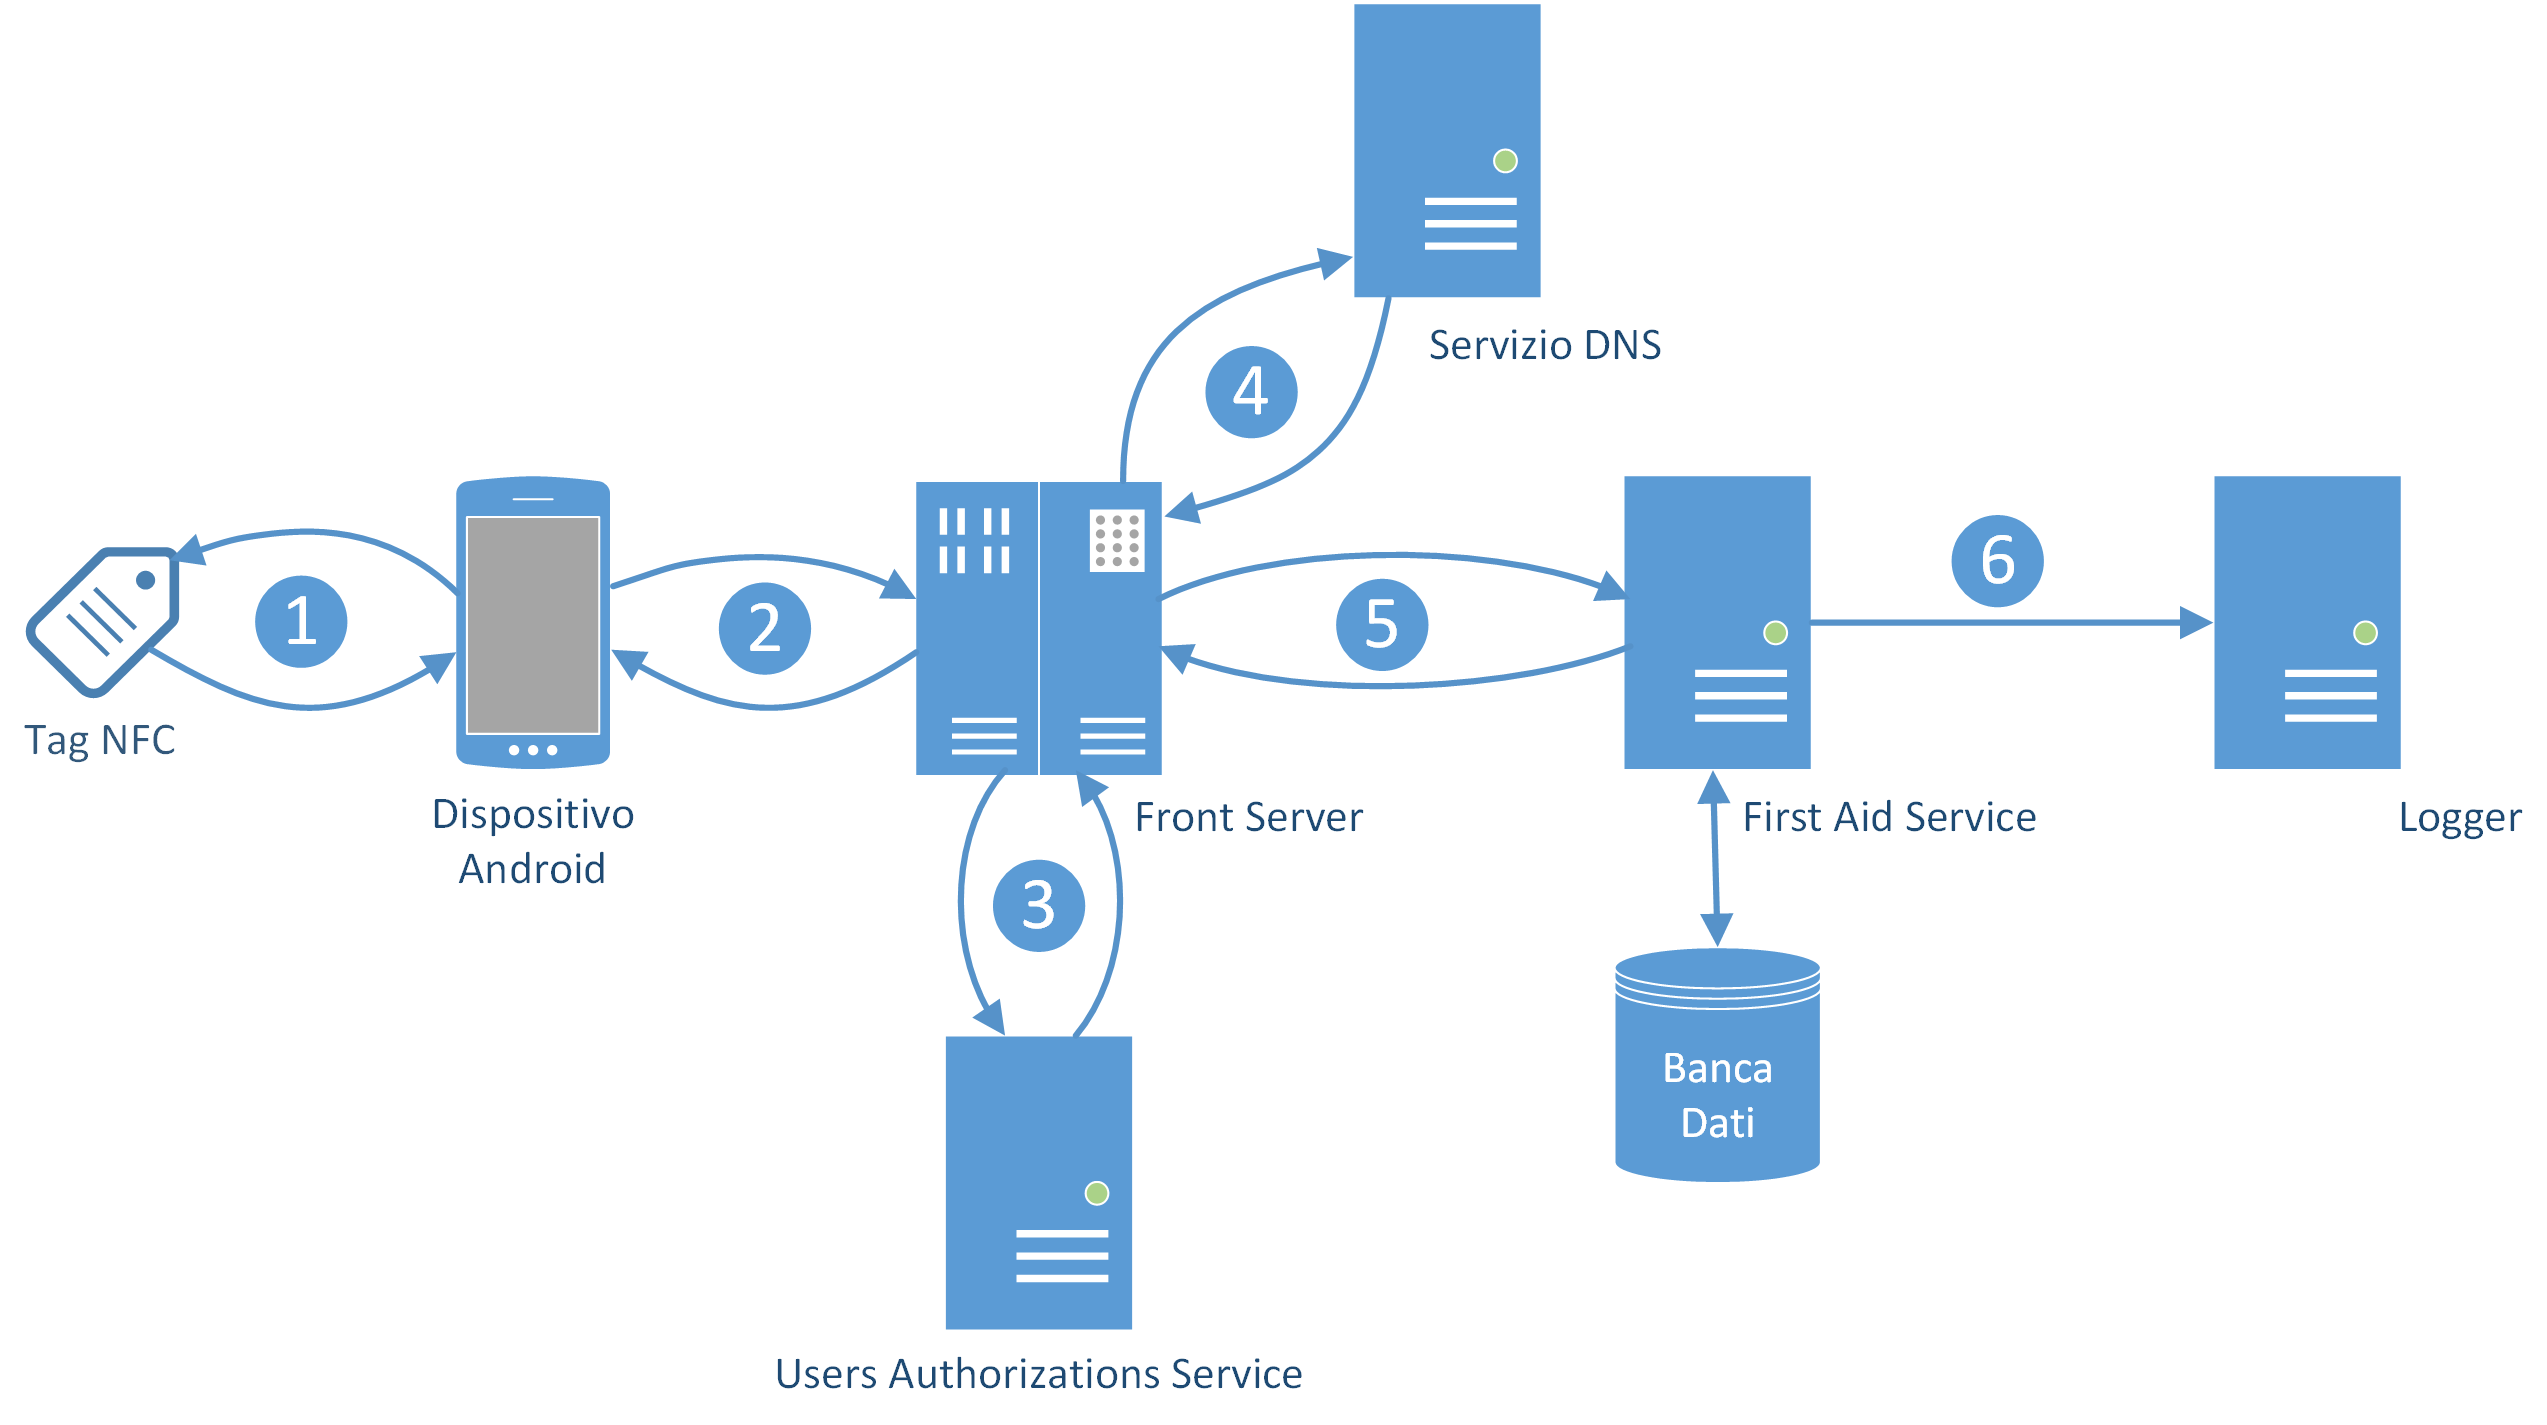 Servizio DNS
4
6
1
2
5
Tag NFC
Dispositivo
Android
Front Server
First Aid Service
Logger
3
Banca
Dati
Users Authorizations Service